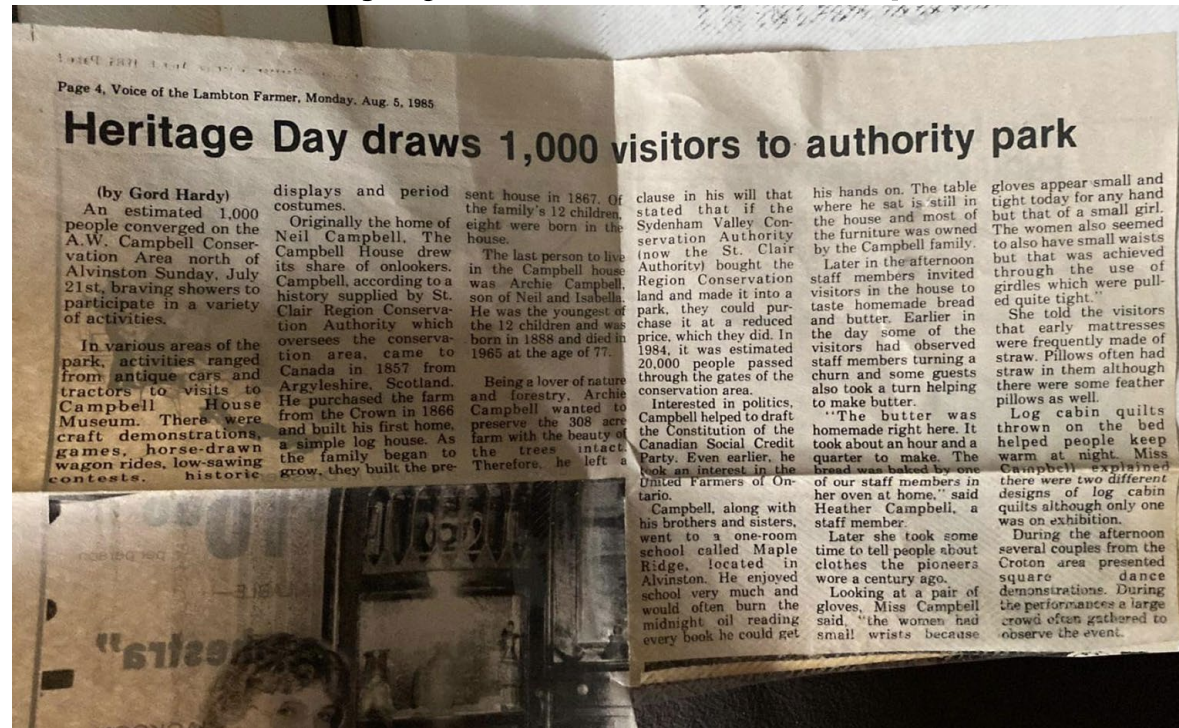 Page 4, Voice of the Lambton Farmer, Monday, Aug. 5, 1985
Heritage Day draws 1,000 visitors to authority park
(by Gord Hardy)
An estimated 1,000
people converged on the
A.W. Campbell Conser-
vation Area north of
Alvinston Sunday, July
21st, braving showers to
participate in a variety
of activities.
In various areas of the
park, activities ranged
from antique cars and
tractors to visits to
Campbell House
Museum. There were
craft demonstrations,
games, horse-drawn
wagon rides, low-sawing
contests, historic
displays and period
costumes.
Originally the home of
Neil Campbell, The
Campbell House drew
its share of onlookers.
Campbell, according to a
history supplied by St.
Clair Region Conserva-
tion Authority which
oversees the conserva-
tion area, came to
Canada in 1857 from
Argyleshire, Scotland.
He purchased the farm
from the Crown in 1866
and built his first home,
a simple log house. As
the family began to
grow, they built the pre-
sent house in 1867. Of
the family's 12 children,
eight were born in the
house.
The last person to live
in the Campbell house
was Archie Campbell,
son of Neil and Isabella.
He was the youngest of
the 12 children and was
born in 1888 and died in
1965 at the age of 77.
Being a lover of nature
and forestry, Archie
Campbell wanted to
preserve the 308 acre
farm with the beauty of
the trees intact.
Therefore, he left a
clause in his will that
stated that if the
Sydenham Valley Con-
servation Authority
(now the St. Clair
Authority) bought the
Region Conservation
land and made it into a
park, they could pur-
chase it at a reduced
price, which they did. In
1984, it was estimated
20,000 people passed
through the gates of the
conservation area.
Interested in politics,
Campbell helped to draft
the Constitution of the
Canadian Social Credit
Party. Even earlier, he
took an interest in the
United Farmers of On-
tario.
Campbell, along with
his brothers and sisters,
went to a one-room
school called Maple
Ridge, located in
Alvinston. He enjoyed
school very much and
would often burn the
midnight oil reading
every book he could get
his hands on. The table
where he sat is still in
the house and most of
the furniture was owned
by the Campbell family.
Later in the afternoon
staff members invited
visitors in the house to
taste homemade bread
and butter. Earlier in
the day some of the
visitors had observed
staff members turning a
churn and some guests
also took a turn helping
to make butter.
"The butter was
homemade right here. It
took about an hour and a
quarter to make. The
bread was baked by one
of our staff members in
her oven at home," said
Heather Campbell, a
staff member.
Later she took some
time to tell people about
clothes the pioneers
wore a century ago.
Looking at a pair of
gloves, Miss Campbell
said, "the women had
small wrists because
gloves appear small and
tight today for any hand
but that of a small girl.
The women also seemed
to also have small waists
but that was achieved
through the use of
girdles which were pull-
ed quite tight."
She told the visitors
that early mattresses
were frequently made of
straw. Pillows often had
straw in them although
there were some feather
pillows as well.
Log cabin quilts
thrown on the bed
helped people keep
warm at night. Miss
Campbell explained
there were two different
designs of log cabin
quilts although only one
was on exhibition.
During the afternoon
several couples from the
Croton area presented
square dance
demonstrations. During
the performances a large
crowd often gathered to
observe the event.